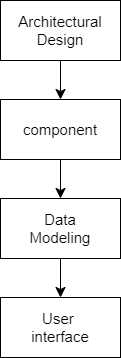 Architectural
Design
component
Data
Modeling
User
interface